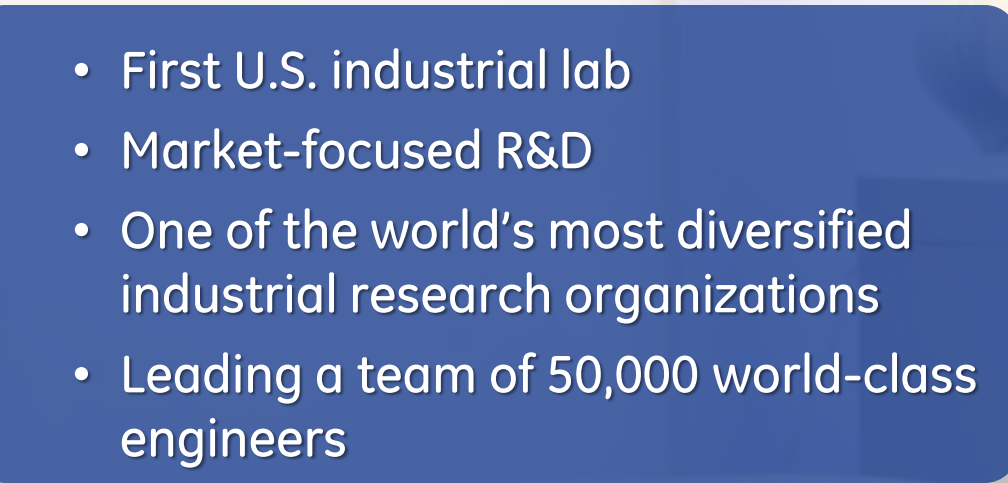 • First U.S. industrial lab
• Market-focused R&D
• One of the world’s most diversified
industrial research organizations
• Leading a team of 50,000 world-class
engineers